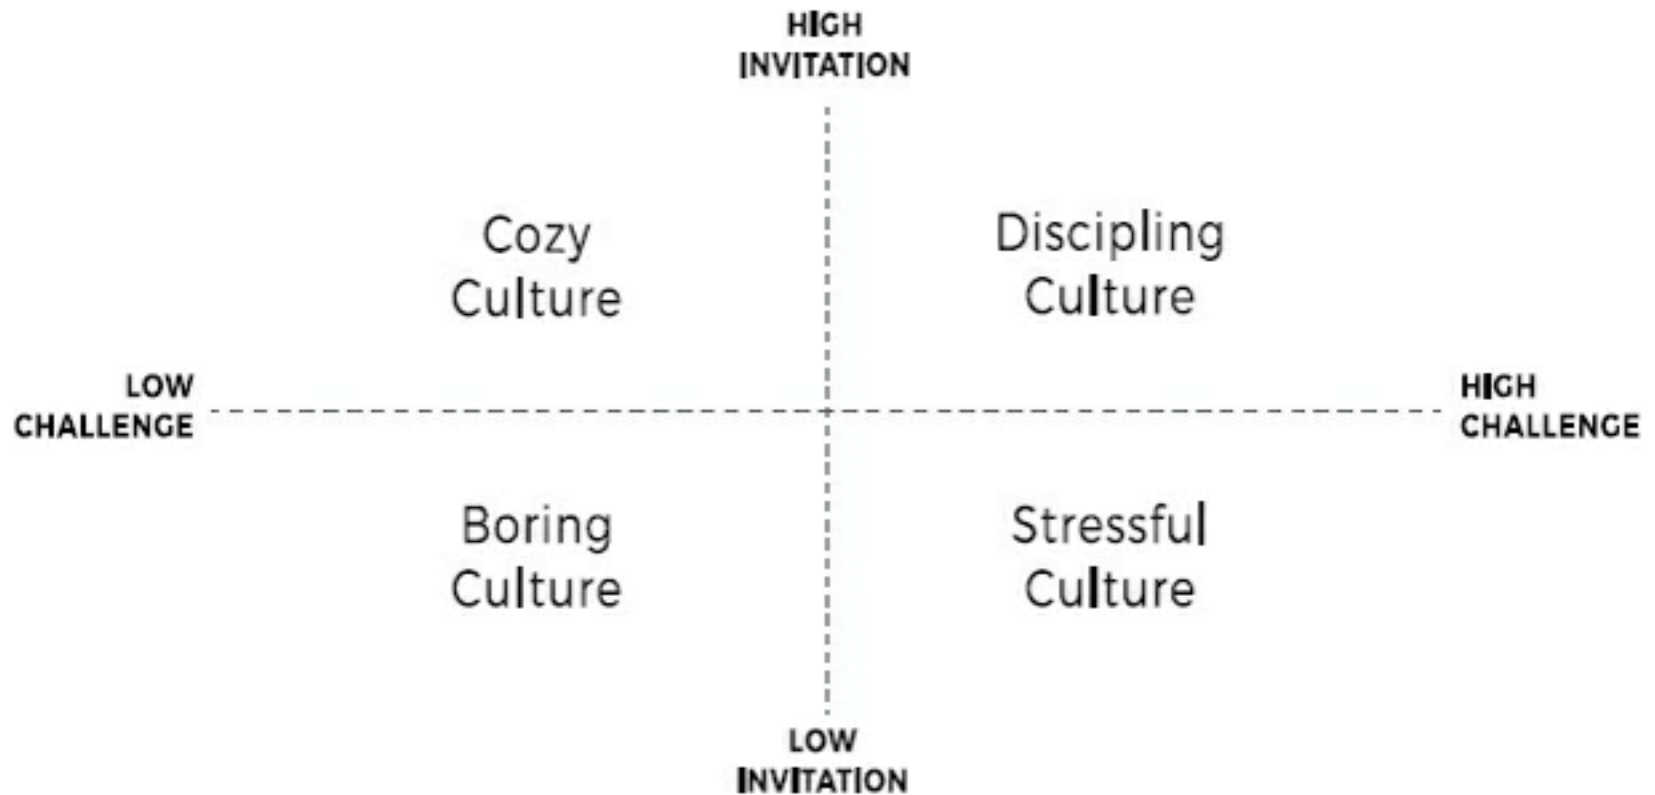 HIGH
INVITATION
Cozy
Culture
Discipling
Culture
LOW
CHALLENGE
HIGH
CHALLENGE
Boring
Culture
Stressful
Culture
LOW
INVITATION